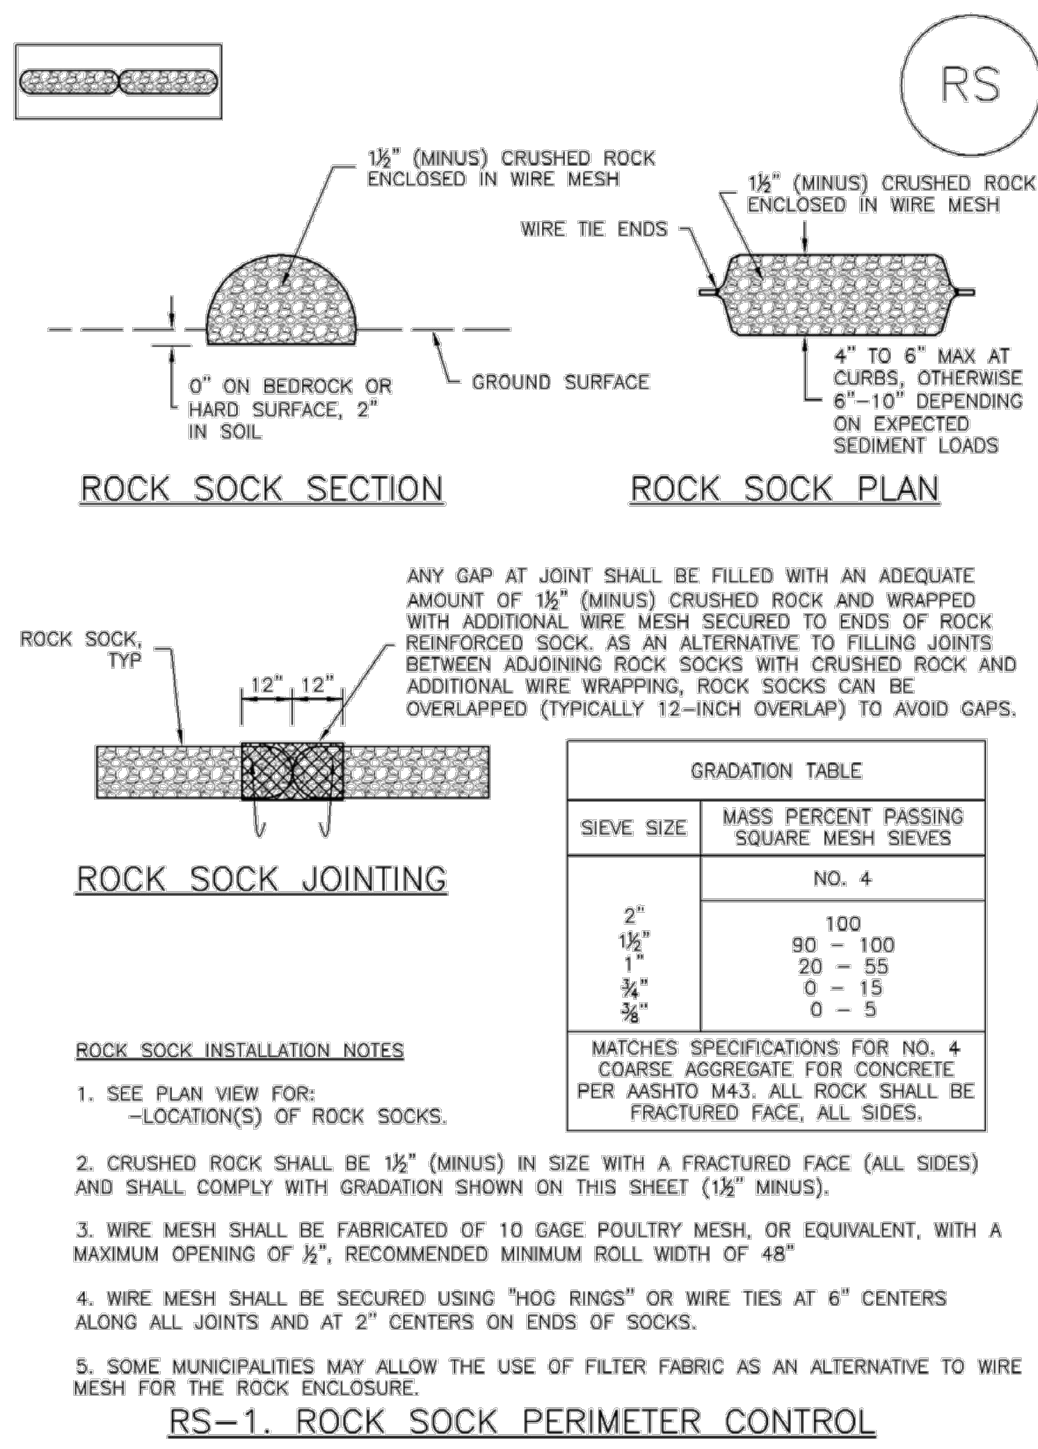 RS
1½" (MINUS) CRUSHED ROCK
ENCLOSED IN WIRE MESH
0" ON BEDROCK OR
HARD SURFACE, 2"
IN SOIL
GROUND SURFACE
ROCK SOCK SECTION
1½" (MINUS) CRUSHED ROCK
ENCLOSED IN WIRE MESH
WIRE TIE ENDS
4" TO 6" MAX AT
CURBS, OTHERWISE
6"-10" DEPENDING
ON EXPECTED
SEDIMENT LOADS
ROCK SOCK PLAN
ANY GAP AT JOINT SHALL BE FILLED WITH AN ADEQUATE
AMOUNT OF 1½" (MINUS) CRUSHED ROCK AND WRAPPED
WITH ADDITIONAL WIRE MESH SECURED TO ENDS OF ROCK
REINFORCED SOCK. AS AN ALTERNATIVE TO FILLING JOINTS
BETWEEN ADJOINING ROCK SOCKS WITH CRUSHED ROCK AND
ADDITIONAL WIRE WRAPPING, ROCK SOCKS CAN BE
OVERLAPPED (TYPICALLY 12-INCH OVERLAP) TO AVOID GAPS.
ROCK SOCK,
TYP
12" 12"
ROCK SOCK JOINTING
GRADATION TABLE
SIEVE SIZE
MASS PERCENT PASSING
SQUARE MESH SIEVES
NO. 4
2" 100
1½" 90 - 100
1" 20 - 55
¾" 0 - 15
⅜" 0 - 5
MATCHES SPECIFICATIONS FOR NO. 4
COARSE AGGREGATE FOR CONCRETE
PER AASHTO M43. ALL ROCK SHALL BE
FRACTURED FACE, ALL SIDES.
ROCK SOCK INSTALLATION NOTES
1. SEE PLAN VIEW FOR:
-LOCATION(S) OF ROCK SOCKS.
2. CRUSHED ROCK SHALL BE 1½" (MINUS) IN SIZE WITH A FRACTURED FACE (ALL SIDES)
AND SHALL COMPLY WITH GRADATION SHOWN ON THIS SHEET (1½" MINUS).
3. WIRE MESH SHALL BE FABRICATED OF 10 GAGE POULTRY MESH, OR EQUIVALENT, WITH A
MAXIMUM OPENING OF ½", RECOMMENDED MINIMUM ROLL WIDTH OF 48"
4. WIRE MESH SHALL BE SECURED USING "HOG RINGS" OR WIRE TIES AT 6" CENTERS
ALONG ALL JOINTS AND AT 2" CENTERS ON ENDS OF SOCKS.
5. SOME MUNICIPALITIES MAY ALLOW THE USE OF FILTER FABRIC AS AN ALTERNATIVE TO WIRE
MESH FOR THE ROCK ENCLOSURE.
RS-1. ROCK SOCK PERIMETER CONTROL